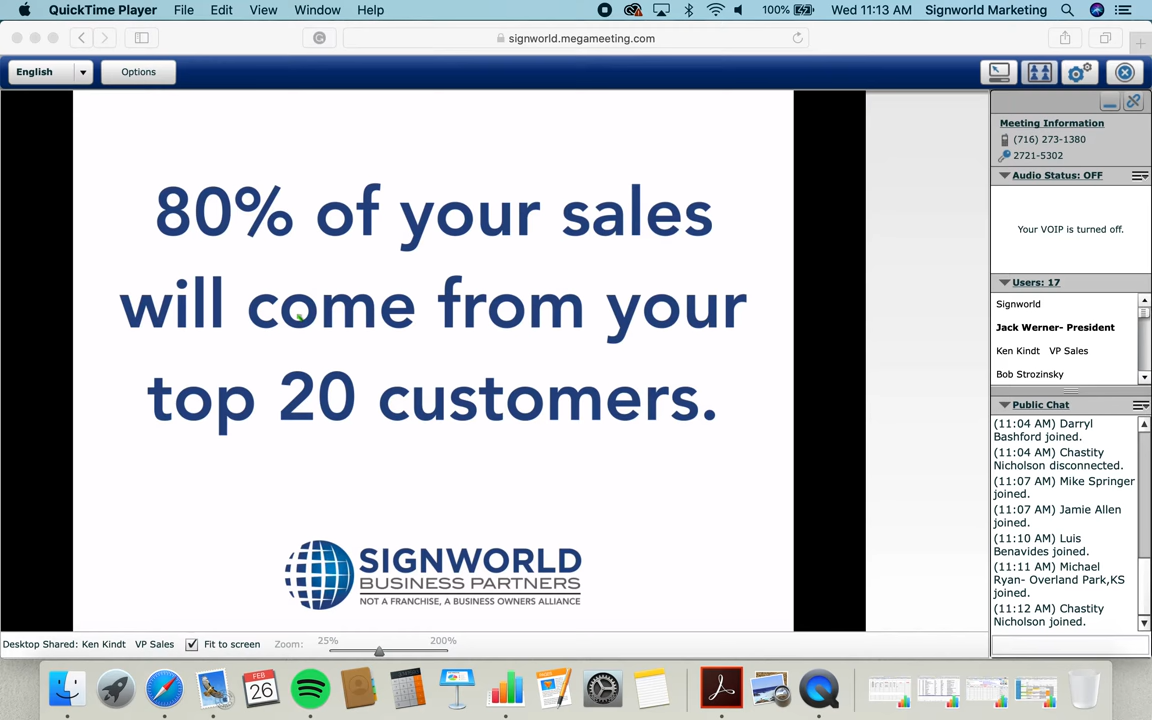 QuickTime Player File Edit View Window Help 100% Wed 11:13 AM Signworld Marketing
signworld.megameeting.com
English Options
80% of your sales
will come from your
top 20 customers.
SIGNWORLD
BUSINESS PARTNERS
NOT A FRANCHISE, A BUSINESS OWNERS ALLIANCE
Desktop Shared: Ken Kindt VP Sales Fit to screen Zoom: 25% 200%
Meeting Information
(716) 273-1380
2721-5302
Audio Status: OFF
Your VOIP is turned off.
Users: 17
Signworld
Jack Werner- President
Ken Kindt VP Sales
Bob Strozinsky
Public Chat
(11:04 AM) Darryl
Bashford joined.
(11:04 AM) Chastity
Nicholson disconnected.
(11:07 AM) Mike Springer
joined.
(11:07 AM) Jamie Allen
joined.
(11:10 AM) Luis
Benavides joined.
(11:11 AM) Michael
Ryan- Overland Park,KS
joined.
(11:12 AM) Chastity
Nicholson joined.
FEB
26